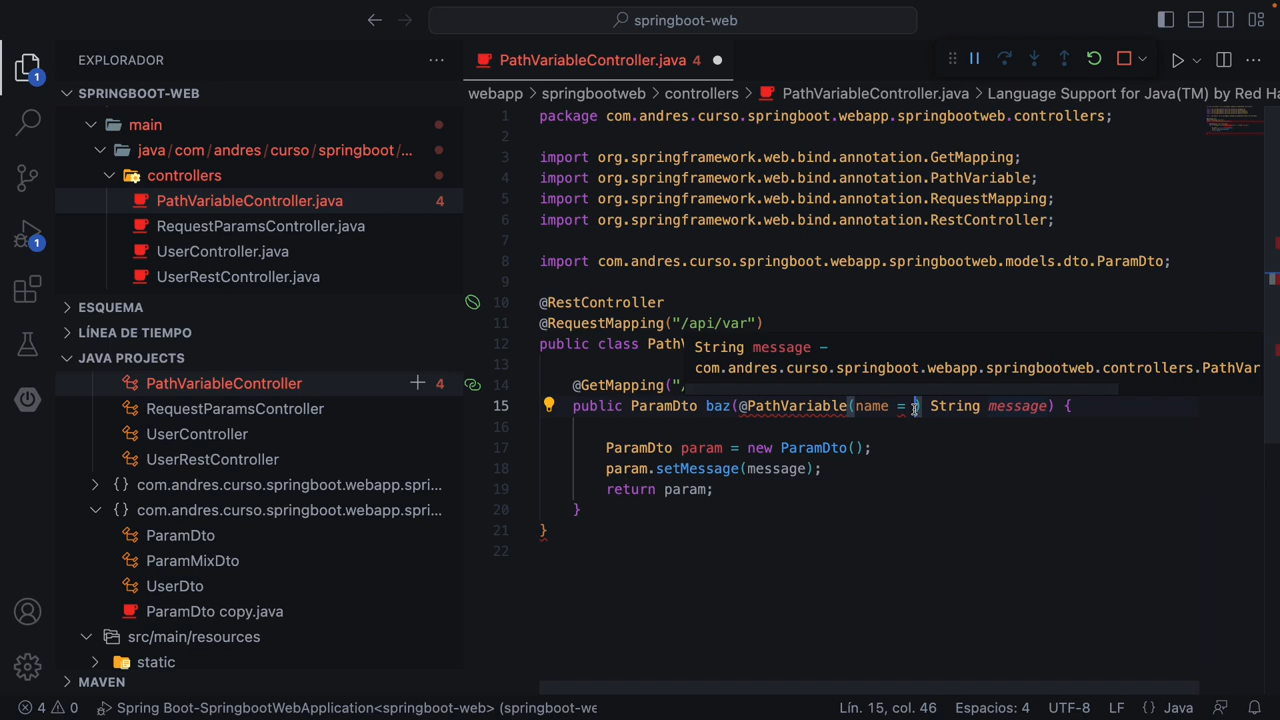 springboot-web
EXPLORADOR
1
SPRINGBOOT-WEB
main
java/com/andres/curso/springboot/...
controllers
PathVariableController.java 4
RequestParamsController.java
UserController.java
UserRestController.java
1
ESQUEMA
LÍNEA DE TIEMPO
JAVA PROJECTS
PathVariableController 4
RequestParamsController
UserController
UserRestController
{} com.andres.curso.springboot.webapp.spri...
{} com.andres.curso.springboot.webapp.spri...
ParamDto
ParamMixDto
UserDto
ParamDto copy.java
src/main/resources
static
MAVEN
PathVariableController.java 4
webapp > springbootweb > controllers > PathVariableController.java > Language Support for Java(TM) by Red Ha
1 package com.andres.curso.springboot.webapp.springbootweb.controllers;
2
3 import org.springframework.web.bind.annotation.GetMapping;
4 import org.springframework.web.bind.annotation.PathVariable;
5 import org.springframework.web.bind.annotation.RequestMapping;
6 import org.springframework.web.bind.annotation.RestController;
7
8 import com.andres.curso.springboot.webapp.springbootweb.models.dto.ParamDto;
9
10 @RestController
11 @RequestMapping("/api/var")
12 public class PathV
String message –
com.andres.curso.springboot.webapp.springbootweb.controllers.PathVar
13
14 @GetMapping("/
15 public ParamDto baz(@PathVariable(name = ) String message) {
16
17 ParamDto param = new ParamDto();
18 param.setMessage(message);
19 return param;
20 }
21 }
22
4 0 Spring Boot-SpringbootWebApplication<springboot-web> (springboot-we
Lín. 15, col. 46 Espacios: 4 UTF-8 LF {} Java